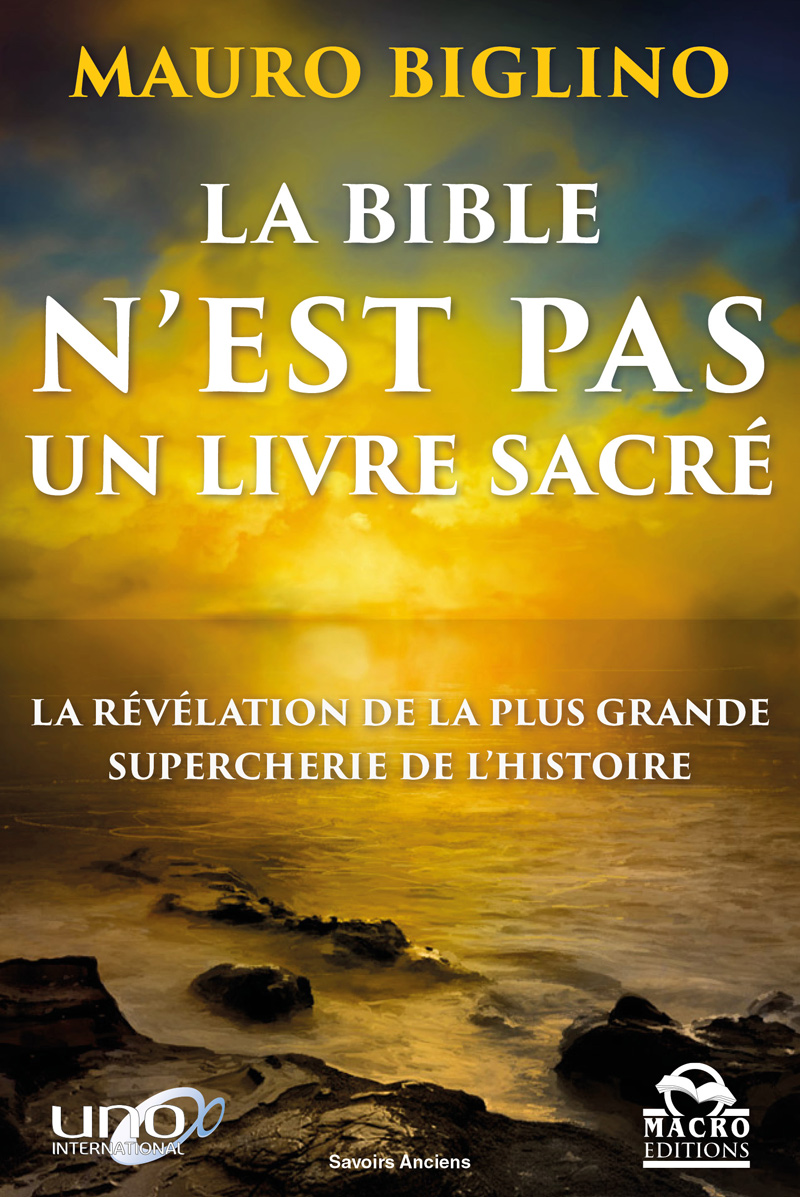 MAURO BIGLINO
LA BIBLE
N'EST PAS
UN LIVRE SACRÉ
LA RÉVÉLATION DE LA PLUS GRANDE
SUPERCHERIE DE L'HISTOIRE
uno
INTERNATIONAL
Savoirs Anciens
MACRO
EDITIONS